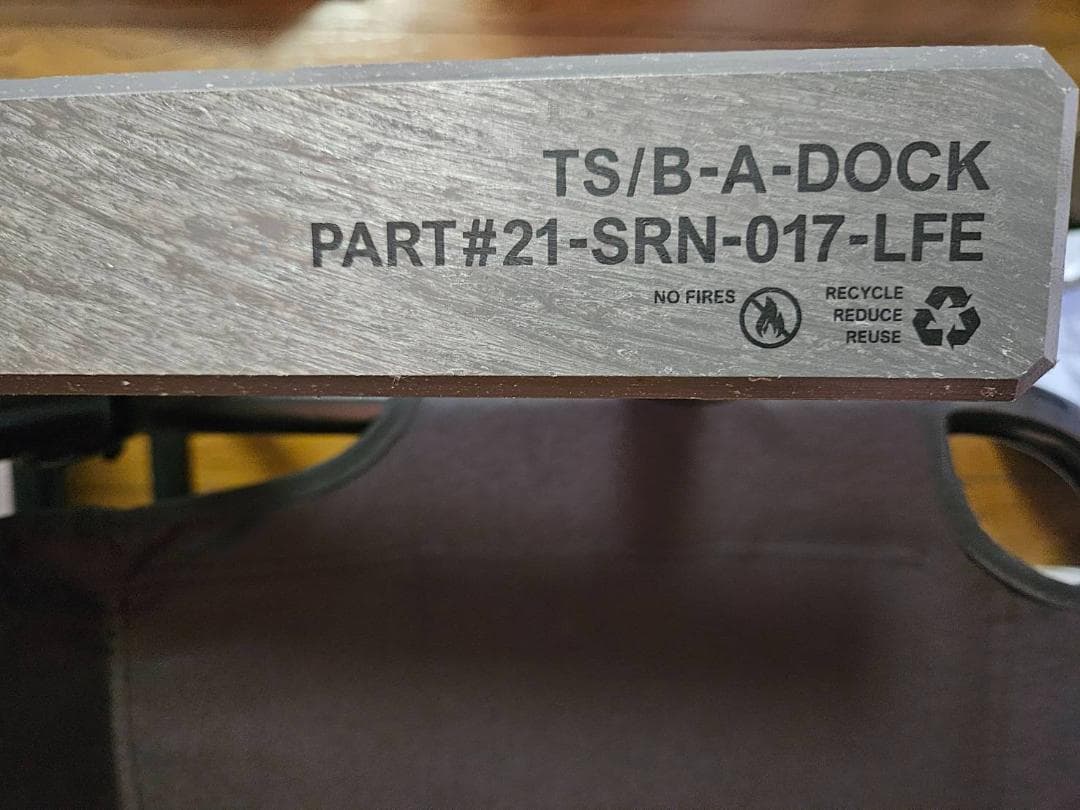 TS/B-A-DOCK
PART#21-SRN-017-LFE
NO FIRES
RECYCLE
REDUCE
REUSE